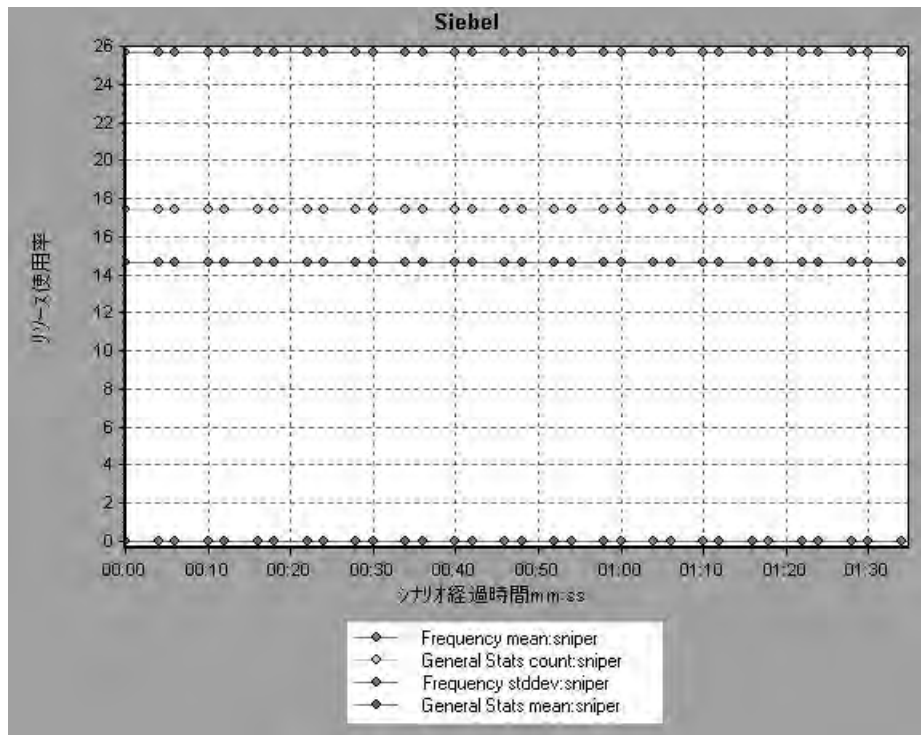 Siebel
26
24
22
20
18
16
14
12
10
8
6
4
2
0
リソース使用率
00:00 00:10 00:20 00:30 00:40 00:50 01:00 01:10 01:20 01:30
シナリオ経過時間mm:ss
Frequency mean:sniper
General Stats count:sniper
Frequency stddev:sniper
General Stats mean:sniper